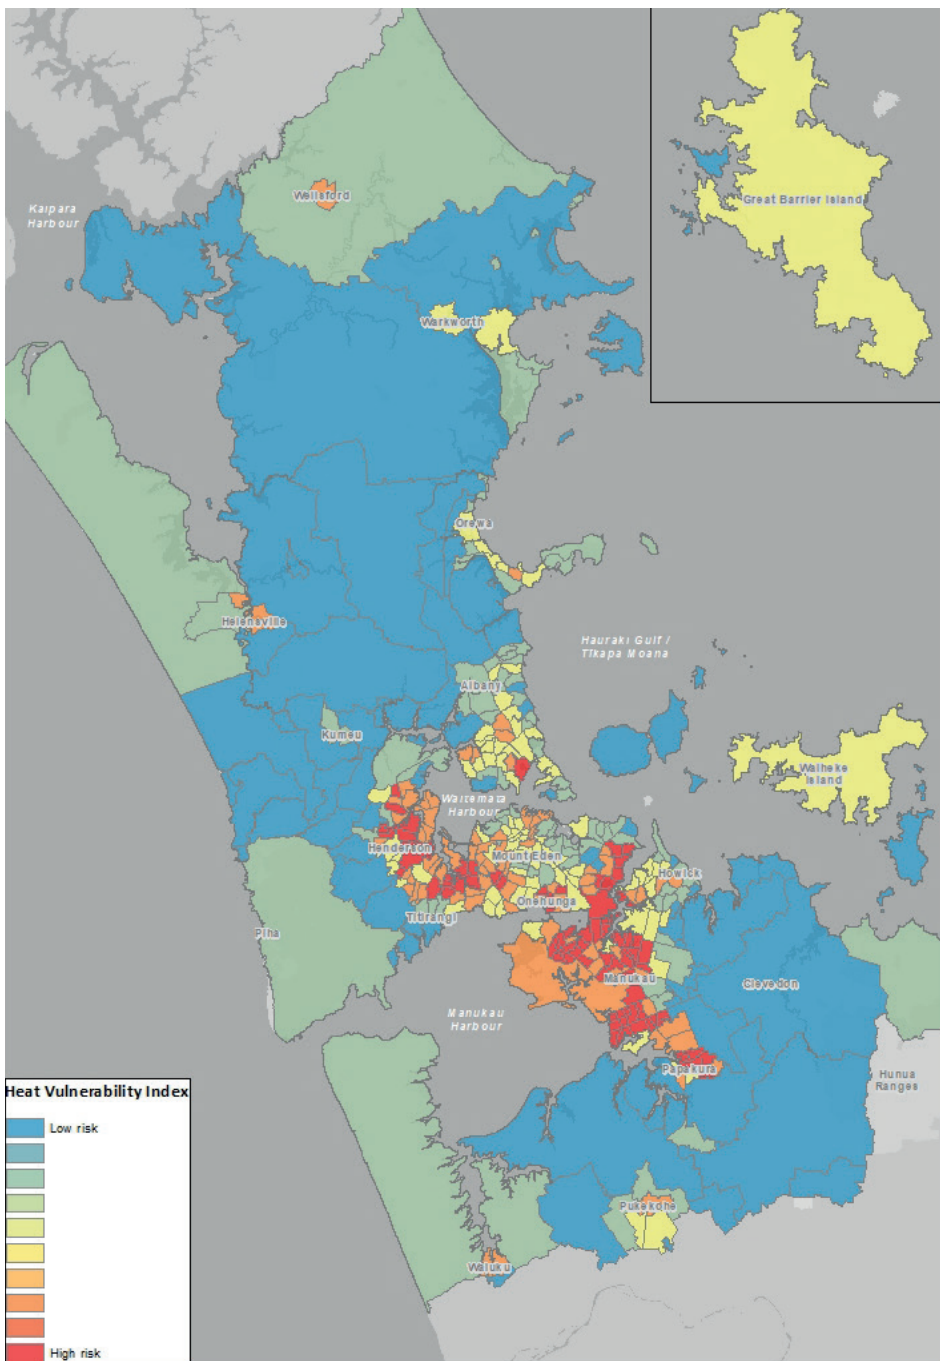 Wellsford
Kaipara
Harbour
Great Barrier Island
Warkworth
Orewa
Helensville
Hauraki Gulf /
Tīkapa Moana
Albany
Kumeu
Waiheke
Island
Waitemata
Harbour
Henderson
Mount Eden
Howick
Onehunga
Titirangi
Piha
Manukau
Clevedon
Manukau
Harbour
Papakura
Hunua
Ranges
Heat Vulnerability Index
Low risk
Pukekohe
Waiuku
High risk